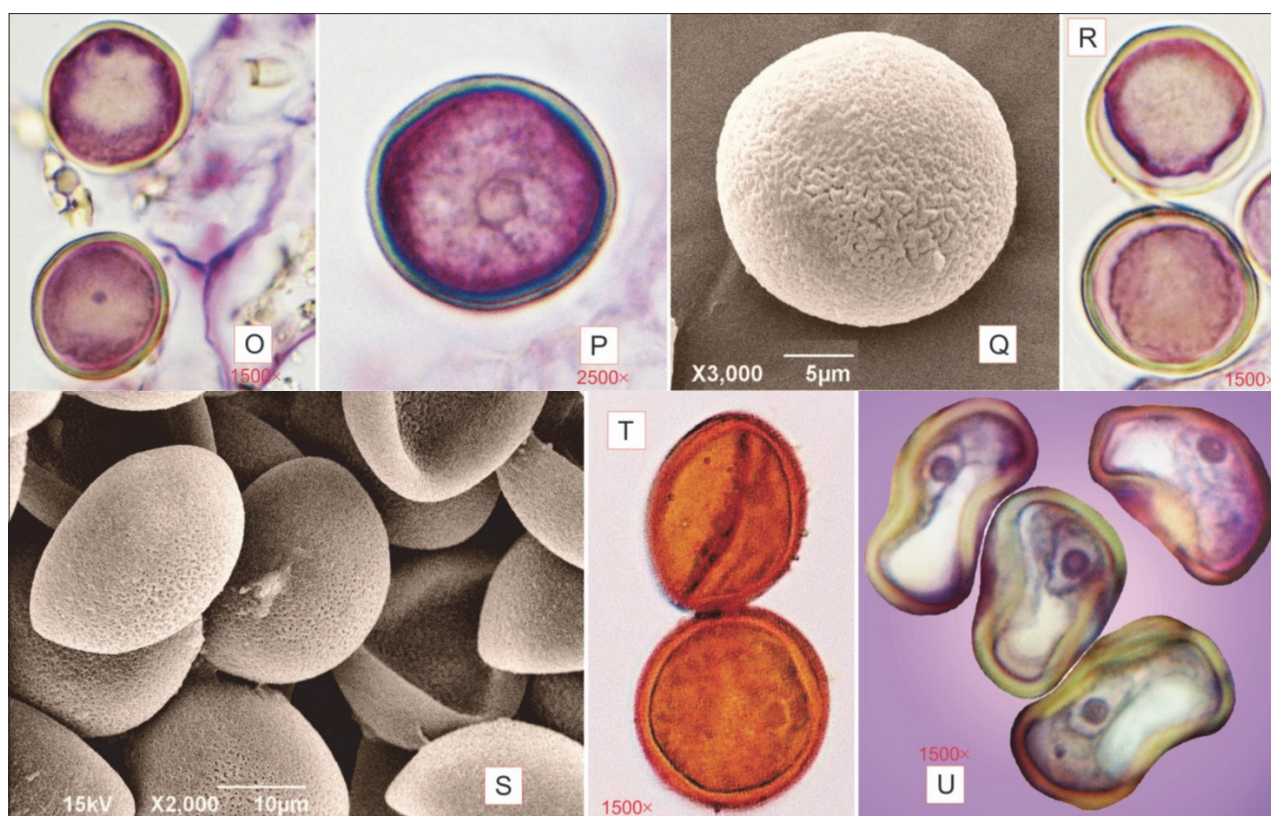 O
1500×
P
2500×
X3,000 5µm
Q
R
1500×
15kV X2,000 10µm
S
T
1500×
1500×
U